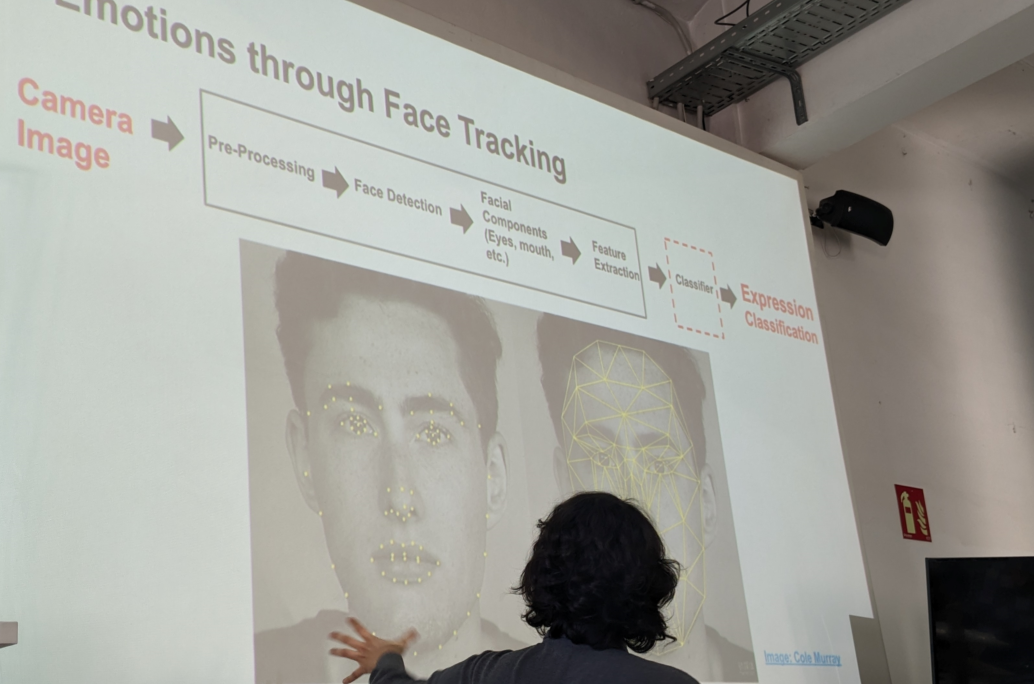 Emotions through Face Tracking
Camera
Image
Pre-Processing
Face Detection
Facial
Components
(Eyes, mouth,
etc.)
Feature
Extraction
Classifier
Expression
Classification
Image: Cole Murray